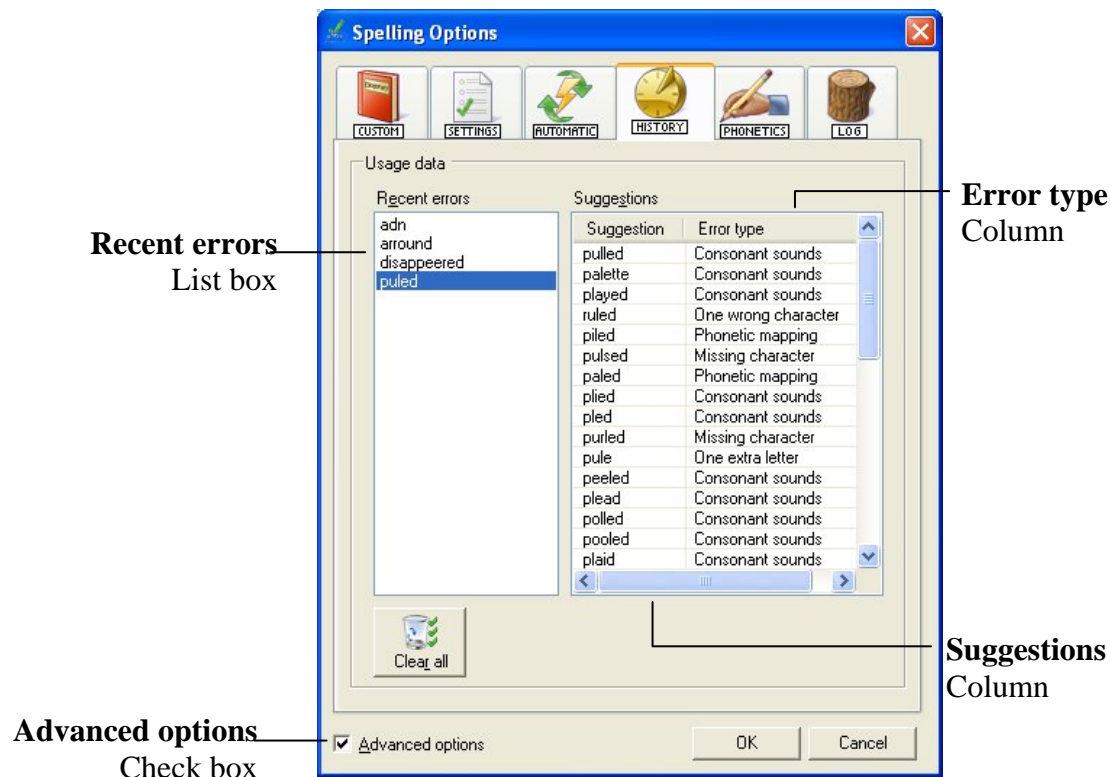 Spelling Options
CUSTOM SETTINGS AUTOMATIC HISTORY PHONETICS LOG
Usage data
Recent errors
Suggestions
Error type
Column
Recent errors
List box
adn
arround
disappeered
puled
Suggestion Error type
pulled Consonant sounds
palette Consonant sounds
played Consonant sounds
ruled One wrong character
piled Phonetic mapping
pulsed Missing character
paled Phonetic mapping
plied Consonant sounds
pled Consonant sounds
purled Missing character
pule One extra letter
peeled Consonant sounds
plead Consonant sounds
polled Consonant sounds
pooled Consonant sounds
plaid Consonant sounds
Clear all
Suggestions
Column
Advanced options
Check box
Advanced options
OK Cancel